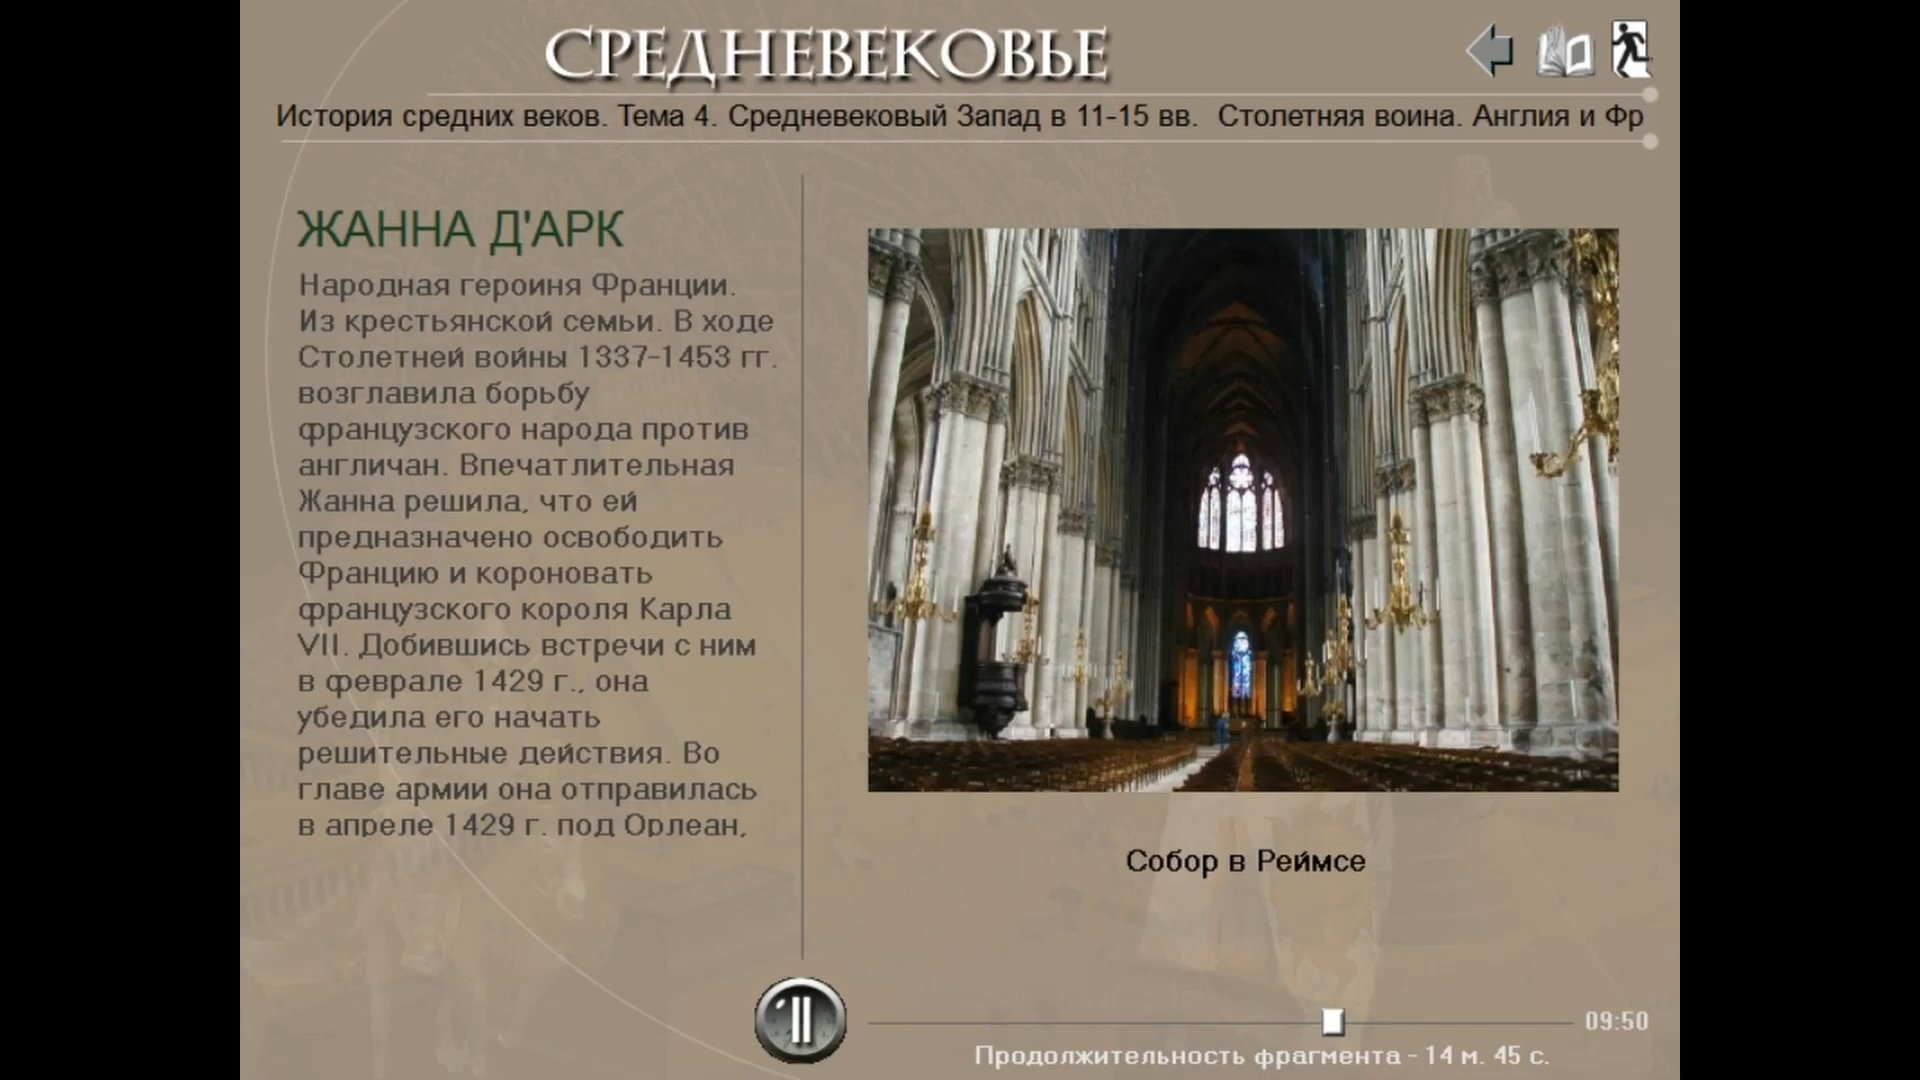 СРЕДНЕВЕКОВЬЕ
История средних веков. Тема 4. Средневековый Запад в 11-15 вв. Столетняя воина. Англия и Фр
ЖАННА Д'АРК
Народная героиня Франции.
Из крестьянской семьи. В ходе
Столетней войны 1337-1453 гг.
возглавила борьбу
французского народа против
англичан. Впечатлительная
Жанна решила, что ей
предназначено освободить
Францию и короновать
французского короля Карла
VII. Добившись встречи с ним
в феврале 1429 г., она
убедила его начать
решительные действия. Во
главе армии она отправилась
в апреле 1429 г. под Орлеан,
Собор в Реймсе
09:50
Продолжительность фрагмента - 14 м. 45 с.